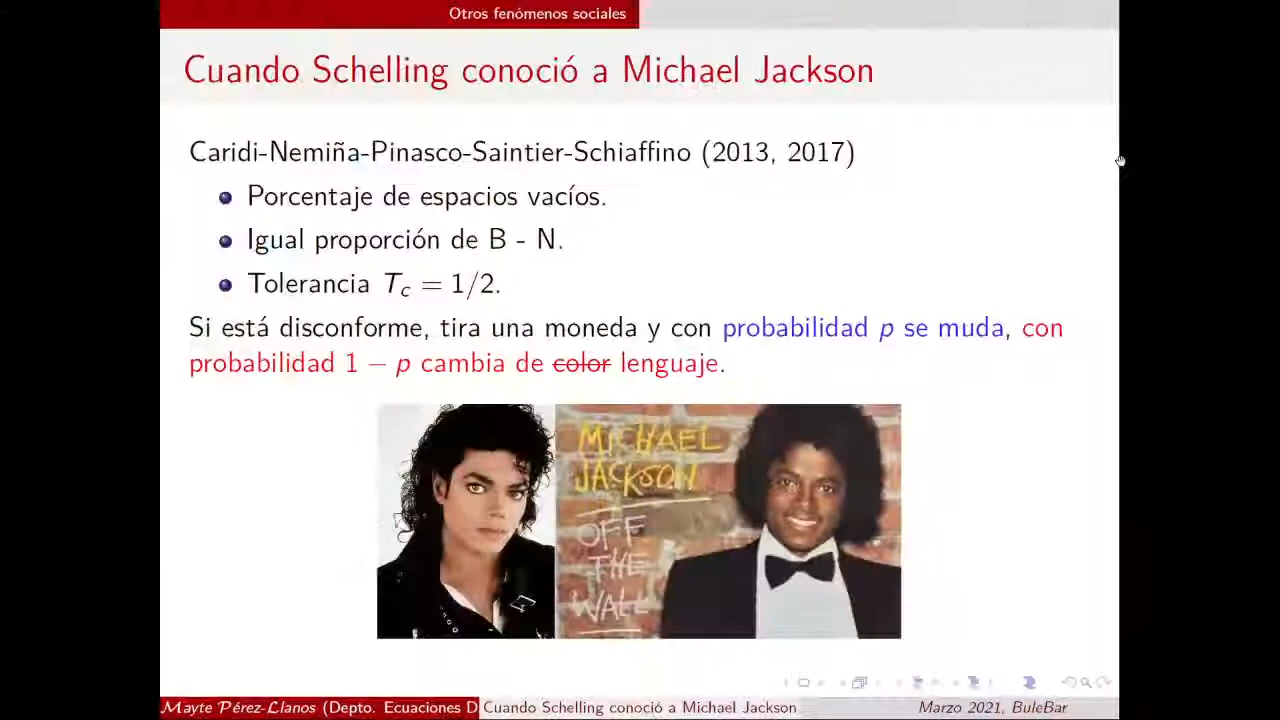 Otros fenómenos sociales
Cuando Schelling conoció a Michael Jackson
Caridi-Nemiña-Pinasco-Saintier-Schiaffino (2013, 2017)
Porcentaje de espacios vacíos.
Igual proporción de B - N.
Tolerancia T_c = 1/2.
Si está disconforme, tira una moneda y con probabilidad p se muda, con
probabilidad 1 − p cambia de color lenguaje.
MICHAEL
JACKSON
OFF
THE
WALL
Mayte Pérez-Llanos (Depto. Ecuaciones D Cuando Schelling conoció a Michael Jackson Marzo 2021, BuleBar